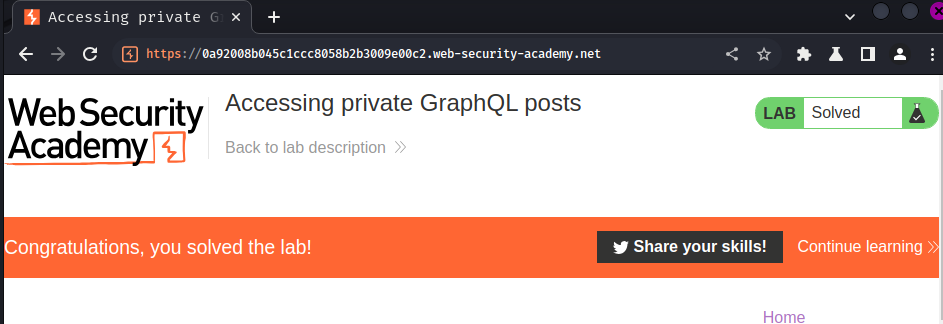 Accessing private G
https://0a92008b045c1ccc8058b2b3009e00c2.web-security-academy.net
Web Security
Academy
Accessing private GraphQL posts
Back to lab description
LAB Solved
Congratulations, you solved the lab!
Share your skills!
Continue learning
Home